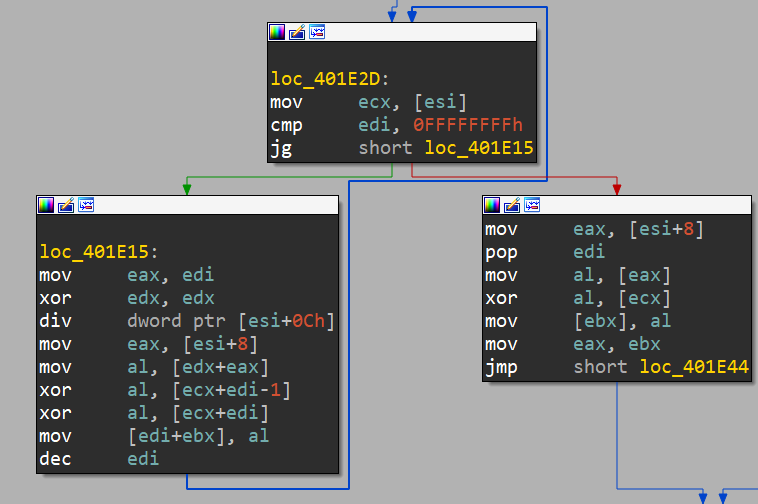 loc_401E2D:
mov ecx, [esi]
cmp edi, 0FFFFFFFFh
jg short loc_401E15
loc_401E15:
mov eax, edi
xor edx, edx
div dword ptr [esi+0Ch]
mov eax, [esi+8]
mov al, [edx+eax]
xor al, [ecx+edi-1]
xor al, [ecx+edi]
mov [edi+ebx], al
dec edi
mov eax, [esi+8]
pop edi
mov al, [eax]
xor al, [ecx]
mov [ebx], al
mov eax, ebx
jmp short loc_401E44